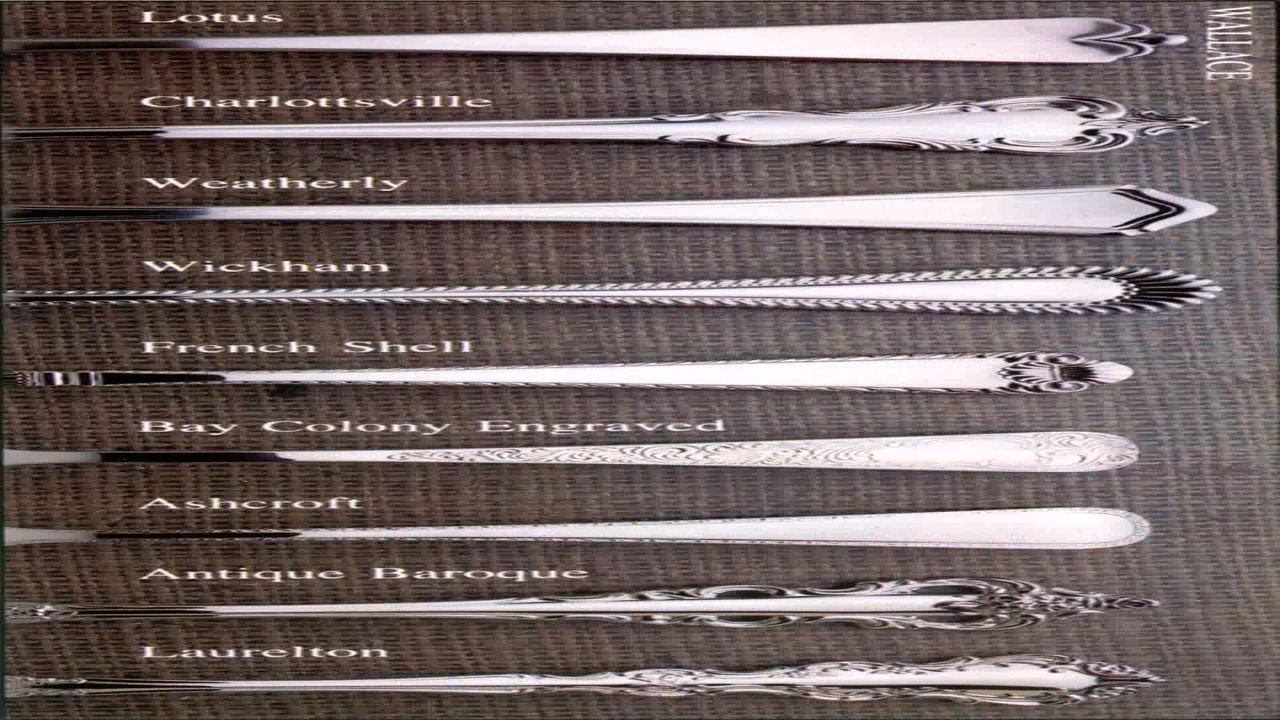 Lotus
WALLACE
Charlottsville
Weatherly
Wickham
French Shell
Bay Colony Engraved
Ashcroft
Antique Baroque
Laurelton